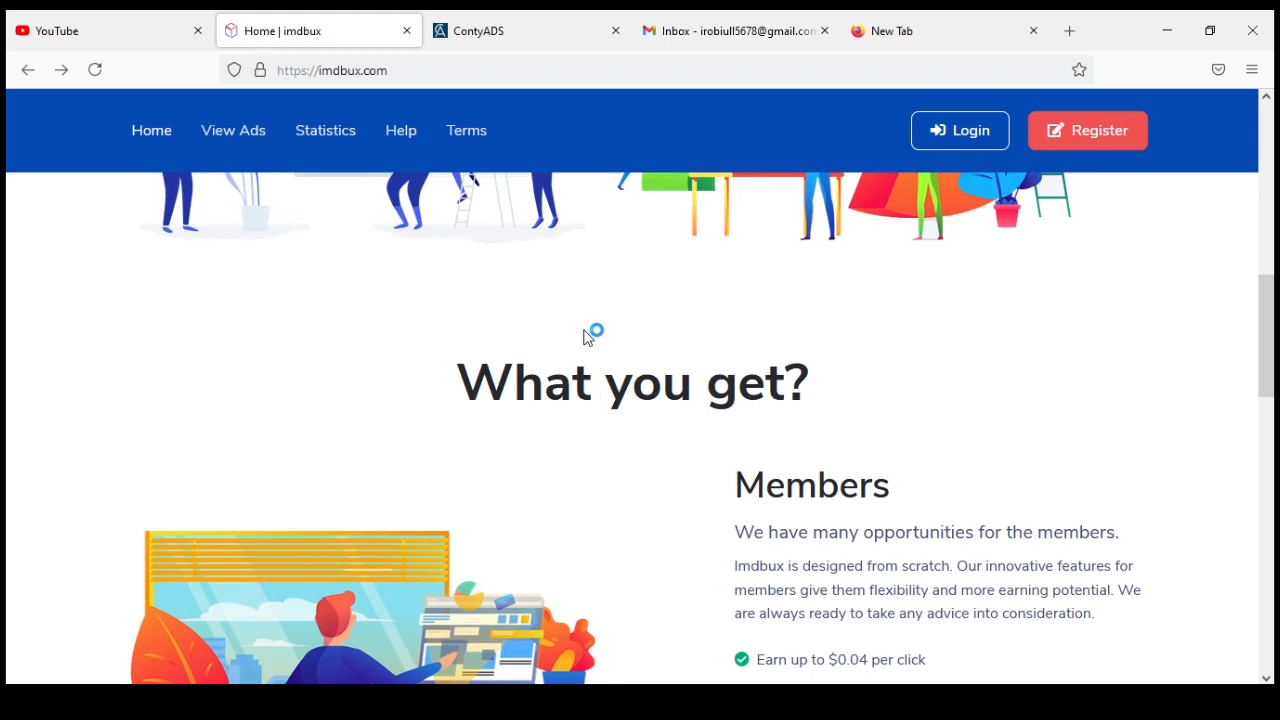 YouTube
Home | imdbux
ContyADS
Inbox - irobiull5678@gmail.com
New Tab
https://imdbux.com
Home
View Ads
Statistics
Help
Terms
Login
Register
What you get?
Members
We have many opportunities for the members.
Imdbux is designed from scratch. Our innovative features for
members give them flexibility and more earning potential. We
are always ready to take any advice into consideration.
Earn up to $0.04 per click